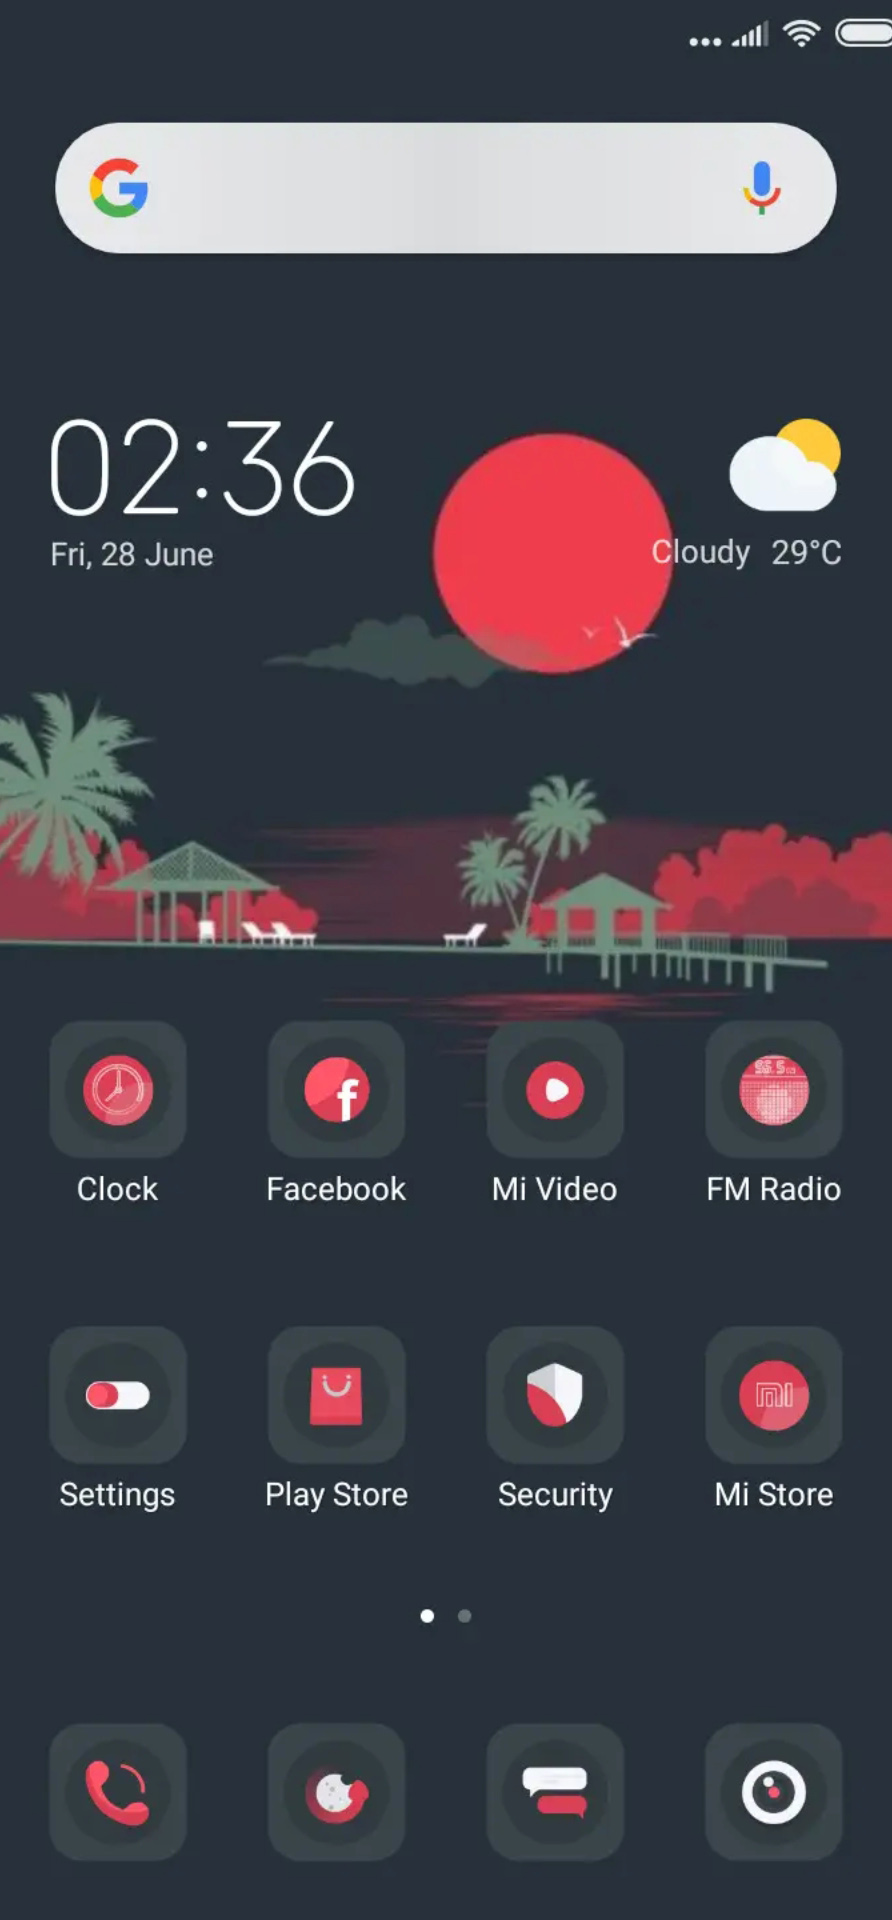 02:36
Fri, 28 June
Cloudy 29°C
Clock
Facebook
Mi Video
FM Radio
Settings
Play Store
Security
Mi Store